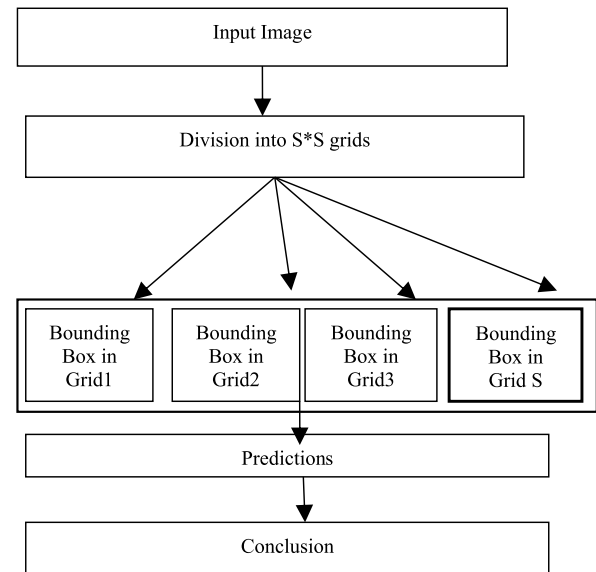 Input Image
Division into S*S grids
Bounding
Box in
Grid1
Bounding
Box in
Grid2
Bounding
Box in
Grid3
Bounding
Box in
Grid S
Predictions
Conclusion